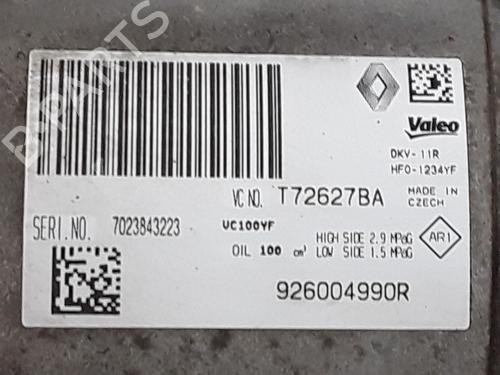 B-PARTS
Valeo
DKV-11R
HFO-1234YF
VC NO. T72627BA
MADE IN
CZECH
SERI.NO. 7023843223
VC100YF
OIL 100 cm³
HIGH SIDE 2.9 MPaG
LOW SIDE 1.5 MPaG
AR1
926004990R